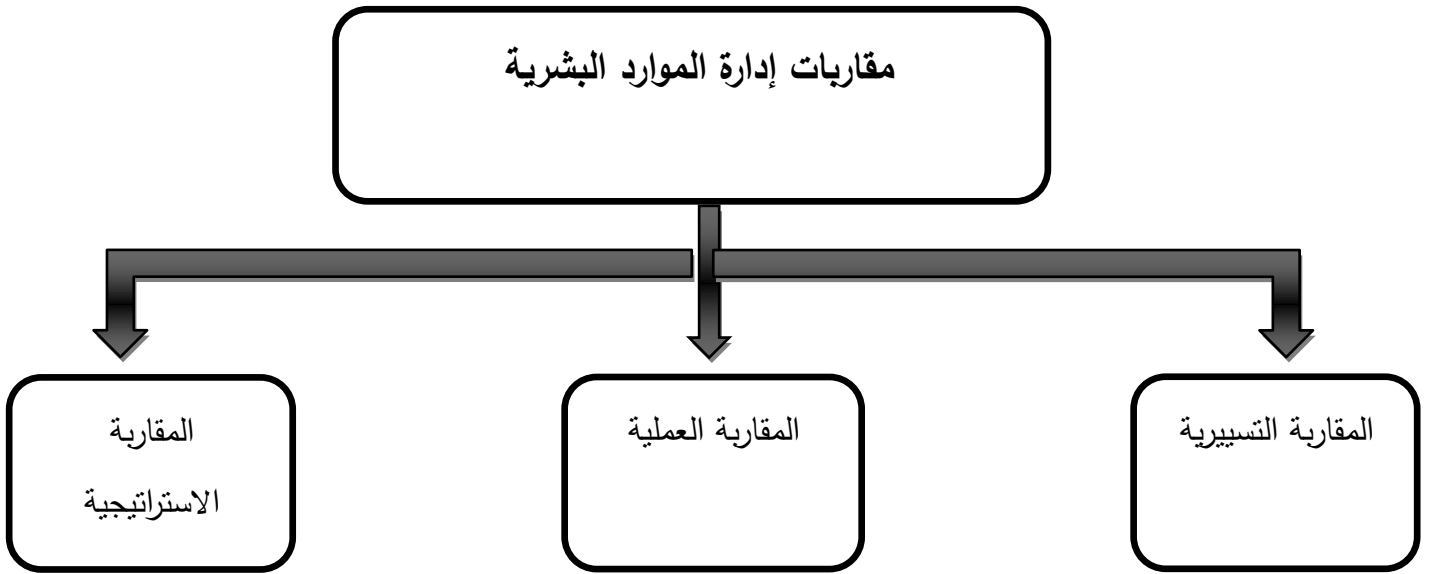 مقاربات إدارة الموارد البشرية
المقاربة التسييرية
المقاربة العملية
المقاربة
الاستراتيجية